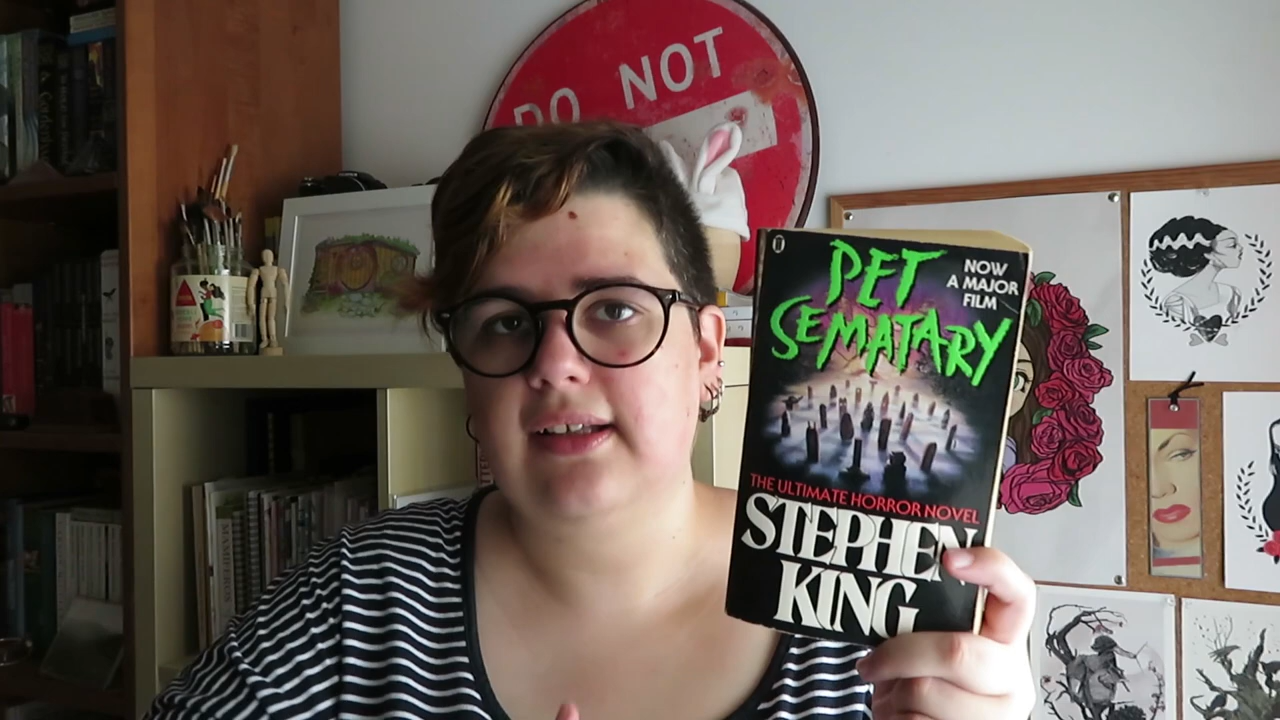 DO NOT
PET
SEMATARY
NOW
A MAJOR
FILM
THE ULTIMATE HORROR NOVEL
STEPHEN
KING